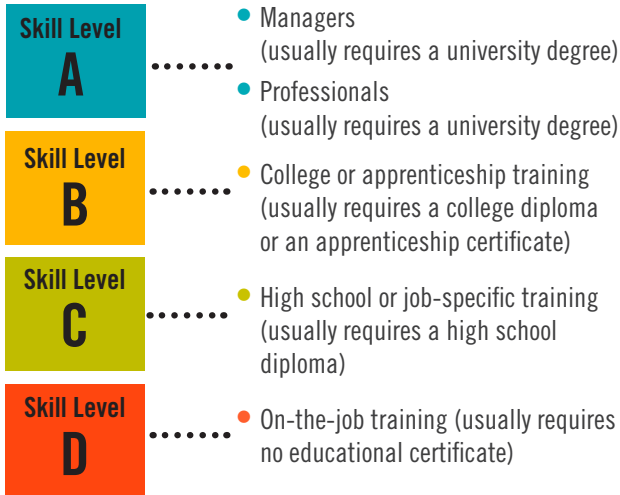 Skill Level
A
• Managers
(usually requires a university degree)
• Professionals
(usually requires a university degree)
Skill Level
B
• College or apprenticeship training
(usually requires a college diploma
or an apprenticeship certificate)
Skill Level
C
• High school or job-specific training
(usually requires a high school
diploma)
Skill Level
D
• On-the-job training (usually requires
no educational certificate)